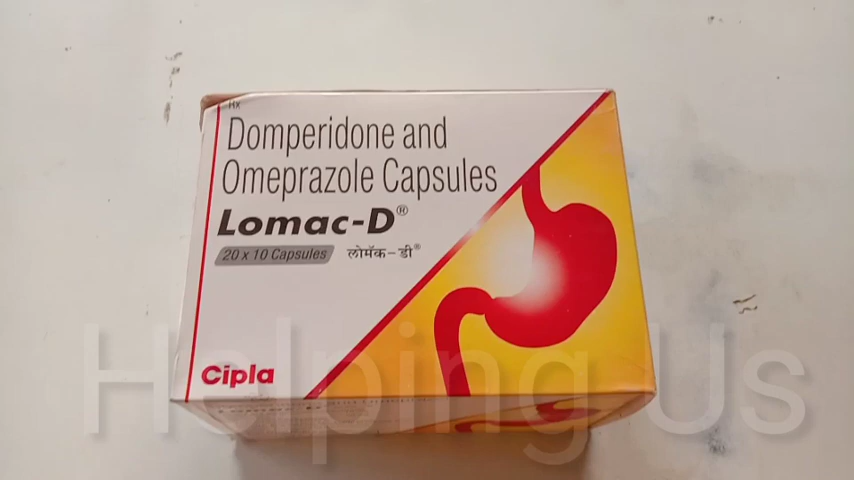 Rx
Domperidone and
Omeprazole Capsules
Lomac-D®
20 x 10 Capsules लोमॅक-डी®
Cipla
Helping Us